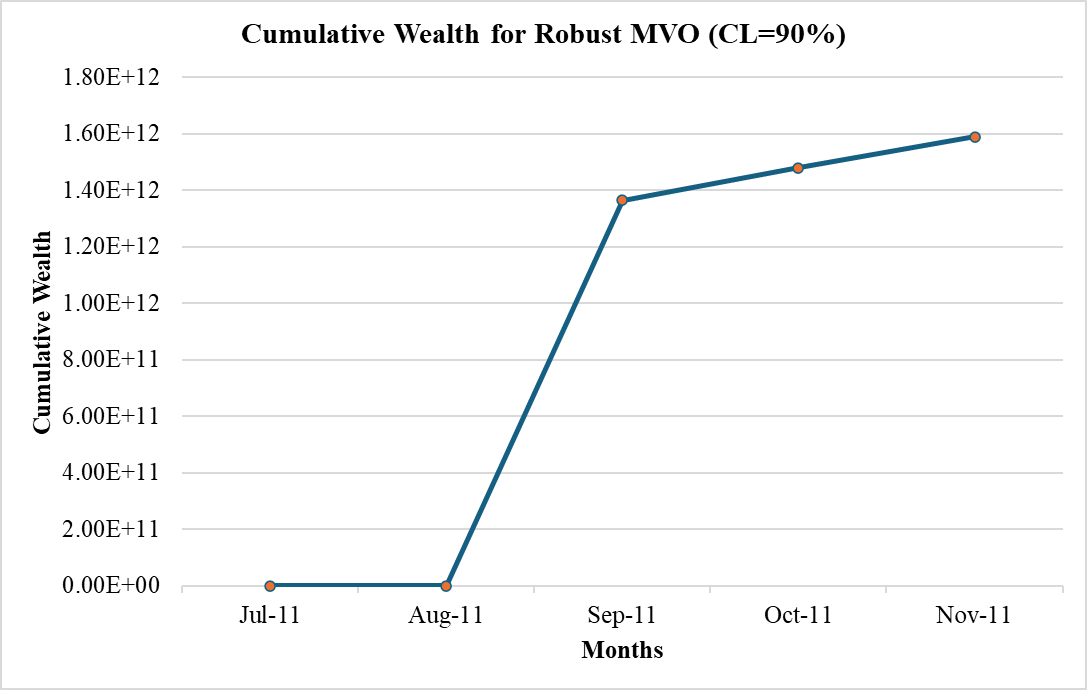 Cumulative Wealth for Robust MVO (CL=90%)
1.80E+12
1.60E+12
1.40E+12
1.20E+12
1.00E+12
8.00E+11
6.00E+11
4.00E+11
2.00E+11
0.00E+00
Cumulative Wealth
Jul-11 Aug-11 Sep-11 Oct-11 Nov-11
Months